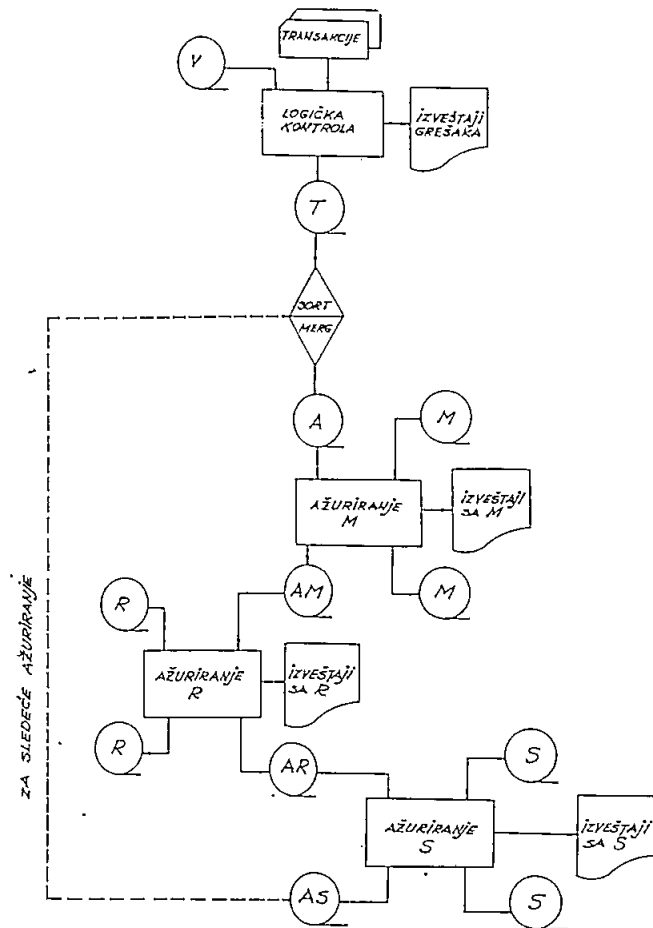 TRANSAKCIJE
V
LOGIČKA
KONTROLA
IZVEŠTAJI
GREŠAKA
T
SORT
MERG
A
M
AŽURIRANJE
M
IZVEŠTAJI
SA M
AM
M
R
AŽURIRANJE
R
IZVEŠTAJI
SA R
R
AR
S
AŽURIRANJE
S
IZVEŠTAJI
SA S
AS
S
ZA SLEDEĆE AŽURIRANJE